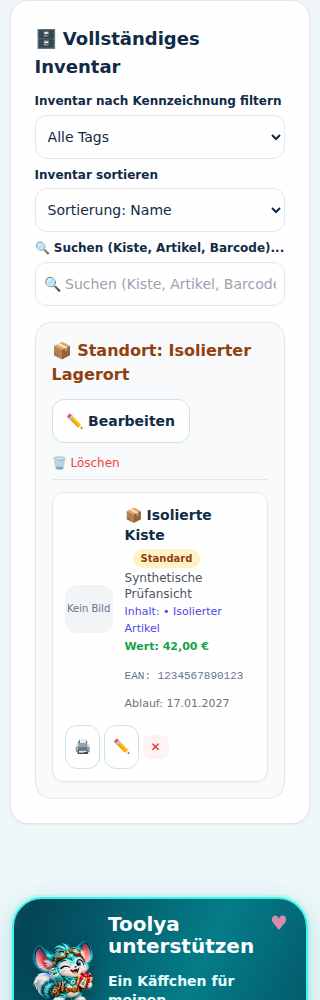 🗄️ Vollständiges
Inventar
Inventar nach Kennzeichnung filtern
Alle Tags
Inventar sortieren
Sortierung: Name
🔍 Suchen (Kiste, Artikel, Barcode)...
🔍 Suchen (Kiste, Artikel, Barcode
📦 Standort: Isolierter
Lagerort
✏️ Bearbeiten
🗑️ Löschen
📦 Isolierte
Kiste
Standard
Synthetische
Prüfansicht
Kein Bild
Inhalt: • Isolierter
Artikel
Wert: 42,00 €
EAN: 1234567890123
Ablauf: 17.01.2027
🖨️ ✏️ ×
Toolya
unterstützen
Ein Käffchen für
meinen